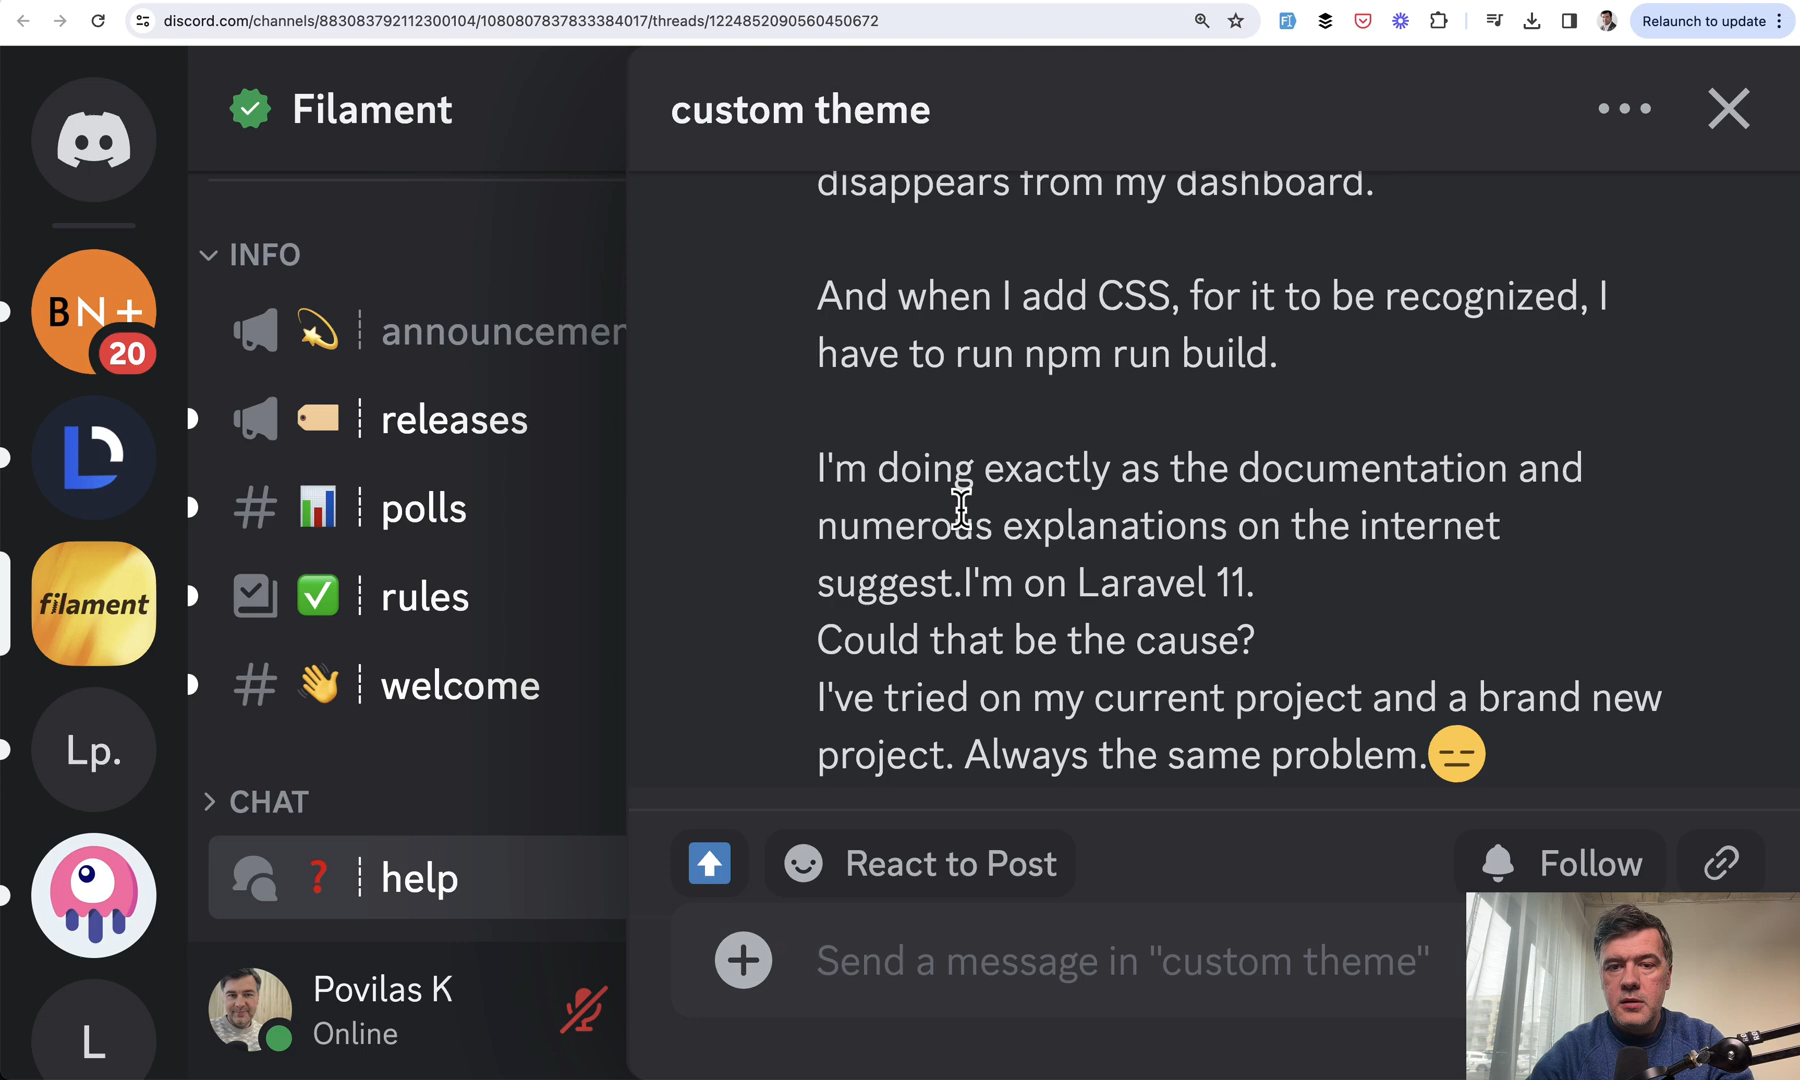 discord.com/channels/883083792112300104/1080807837833384017/threads/1224852090560450672
Relaunch to update
Filament
INFO
announcemen
releases
polls
rules
welcome
CHAT
help
Povilas K
Online
BN+
20
filament
Lp.
L
custom theme
disappears from my dashboard.
And when I add CSS, for it to be recognized, I
have to run npm run build.
I'm doing exactly as the documentation and
numerous explanations on the internet
suggest.I'm on Laravel 11.
Could that be the cause?
I've tried on my current project and a brand new
project. Always the same problem.
React to Post
Follow
Send a message in "custom theme"